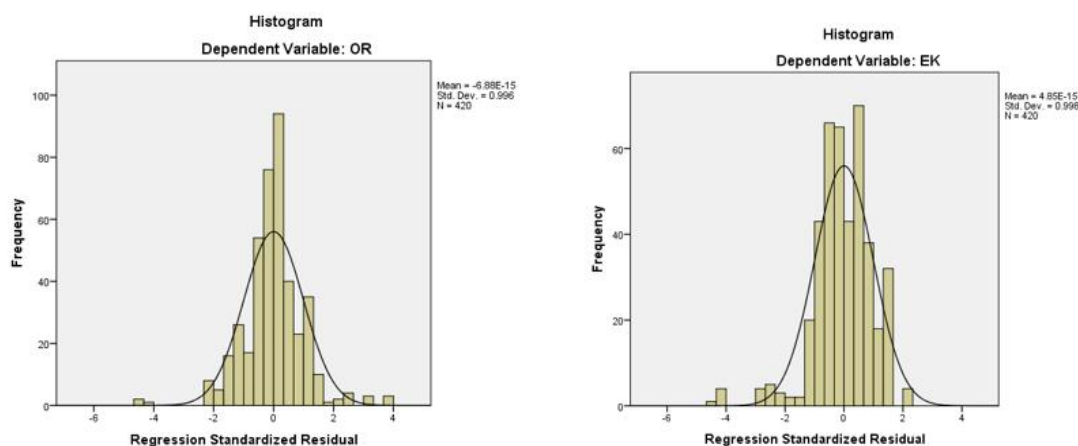 Histogram
Dependent Variable: OR
Mean = -6.88E-15
Std. Dev. = 0.996
N = 420
100
80
60
40
20
0
Frequency
-6 -4 -2 0 2 4
Regression Standardized Residual
Histogram
Dependent Variable: EK
Mean = 4.85E-15
Std. Dev. = 0.998
N = 420
60
40
20
0
Frequency
-6 -4 -2 0 2 4
Regression Standardized Residual